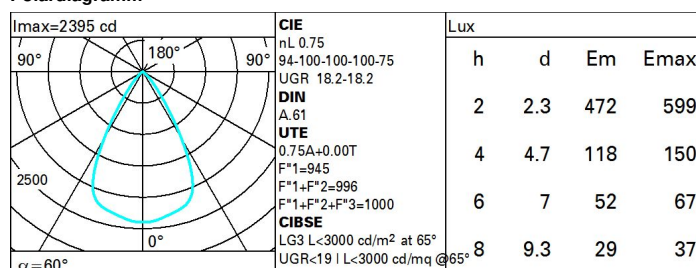 Imax=2395 cd
90° 180° 90°
2500
0°
α=60°
CIE
nL 0.75
94-100-100-100-75
UGR 18.2-18.2
DIN
A.61
UTE
0.75A+0.00T
F"1=945
F"1+F"2=996
F"1+F"2+F"3=1000
CIBSE
LG3 L<3000 cd/m² at 65°
UGR<19 | L<3000 cd/mq @65°
Lux
h d Em Emax
2 2.3 472 599
4 4.7 118 150
6 7 52 67
8 9.3 29 37